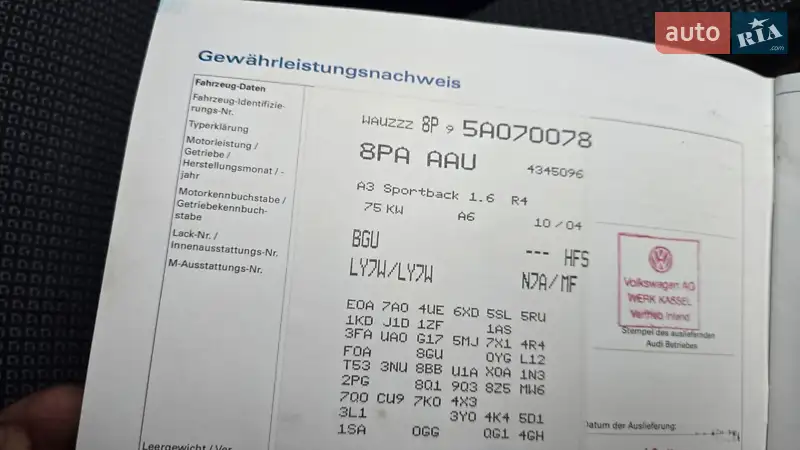 auto RIA.com
Gewährleistungsnachweis
Fahrzeug-Daten
Fahrzeug-Identifizie-
rungs-Nr.
Typerklärung
Motorleistung /
Getriebe /
Herstellungsmonat / -
jahr
Motorkennbuchstabe /
Getriebekennbuch-
stabe
Lack-Nr. /
Innenausstattungs-Nr.
M-Ausstattungs-Nr.
Leergewicht /
WAUZZZ 8P 9 5A070078
8PA AAU 4345096
A3 Sportback 1.6 R4
75 KW A6 10/04
BGU --- HFS
LY7W/LY7W N7A/MF
E0A 7A0 4UE 6XD 5SL 5RU
1KD J1D 1ZF 1AS
3FA UA0 G17 5MJ 7X1 4R4
F0A 8GU 0YG L12
T53 3NU 8BB U1A X0A 1N3
2PG 8Q1 9Q3 8Z5 MW6
7Q0 CW9 7K0 4X3
3L1 3Y0 4K4 5D1
1SA 0GG QG1 4GH
Volkswagen AG
WERK KASSEL
Vertrieb Inland
Stempel des ausliefernden
Audi Betriebes
Datum der Auslieferung: